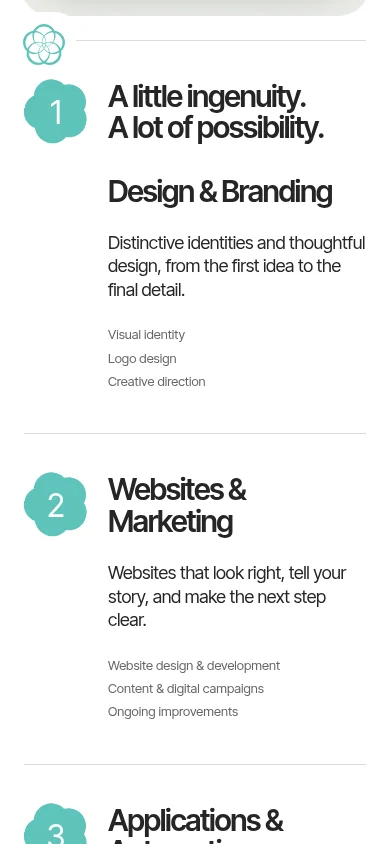 1
A little ingenuity.
A lot of possibility.
Design & Branding
Distinctive identities and thoughtful
design, from the first idea to the
final detail.
Visual identity
Logo design
Creative direction
2
Websites &
Marketing
Websites that look right, tell your
story, and make the next step
clear.
Website design & development
Content & digital campaigns
Ongoing improvements
3
Applications &